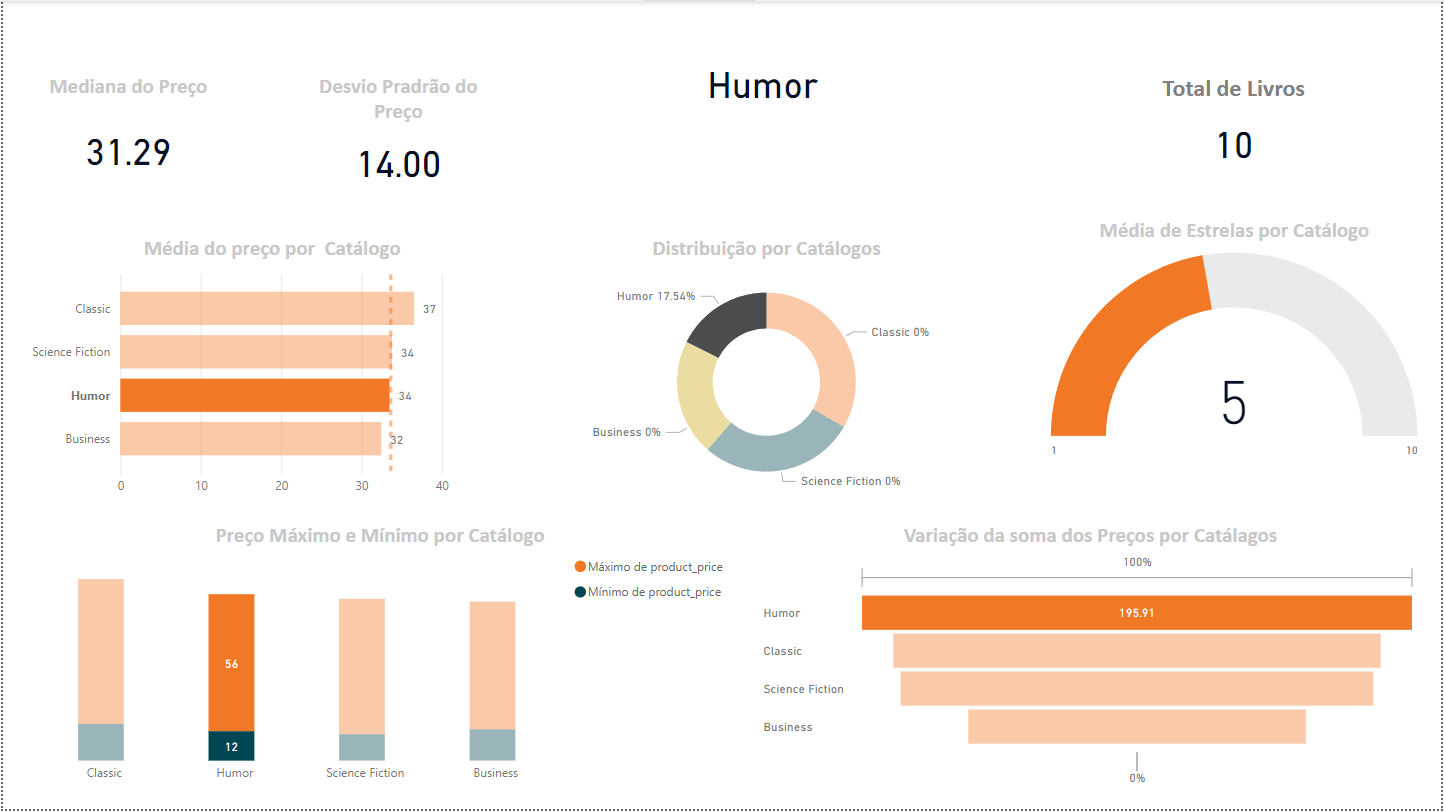 Mediana do Preço
31.29
Desvio Pradrão do
Preço
14.00
Humor
Total de Livros
10
Média do preço por  Catálogo
Classic
37
Science Fiction
34
Humor
34
Business
32
0
10
20
30
40
Distribuição por Catálogos
Humor 17.54%
Classic 0%
Business 0%
Science Fiction 0%
Média de Estrelas por Catálogo
5
1
10
Preço Máximo e Mínimo por Catálogo
Máximo de product_price
Mínimo de product_price
56
12
Classic
Humor
Science Fiction
Business
Variação da soma dos Preços por Catálagos
100%
Humor
195.91
Classic
Science Fiction
Business
0%